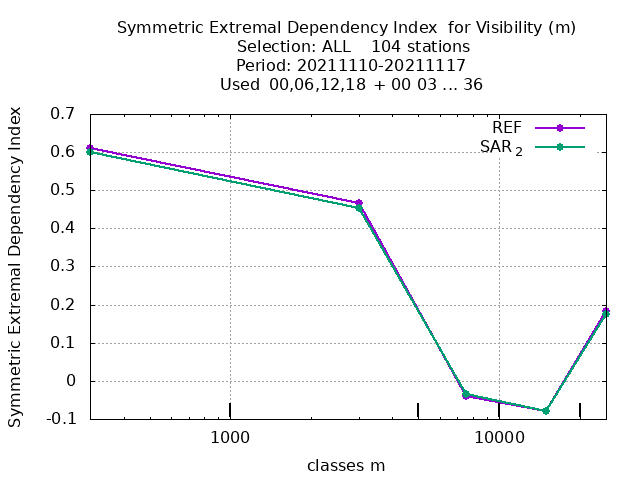 Symmetric Extremal Dependency Index  for Visibility (m)
Selection: ALL    104 stations
Period: 20211110-20211117
Used  00,06,12,18  + 00 03 ... 36
Symmetric Extremal Dependency Index
0.7
0.6
0.5
0.4
0.3
0.2
0.1
0
-0.1
REF
SAR 2
1000
10000
classes m